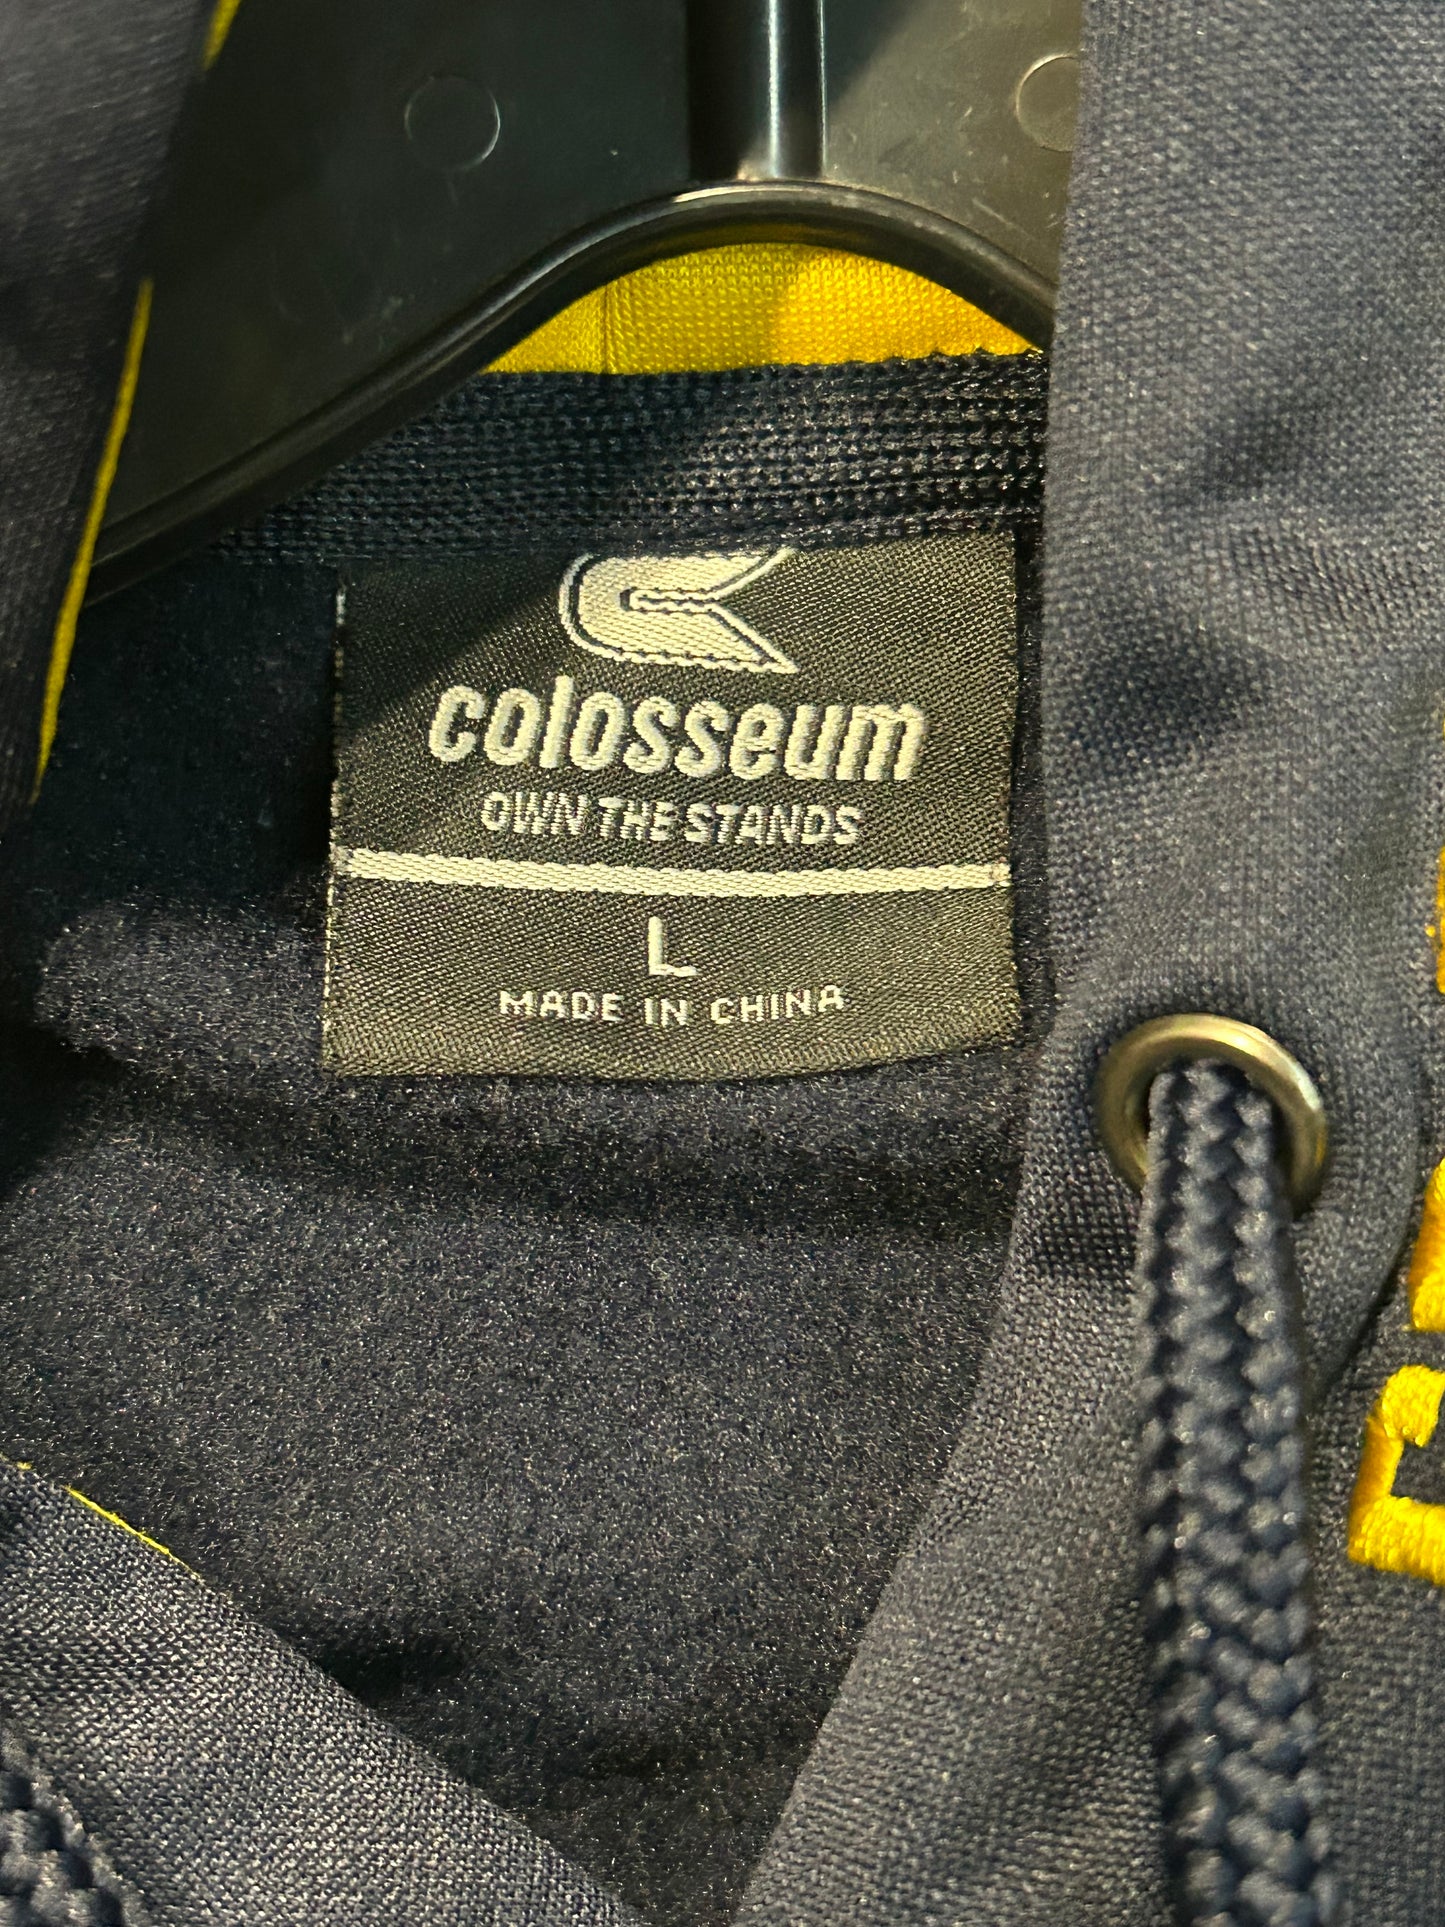 colosseum
OWN THE STANDS
L
MADE IN CHINA